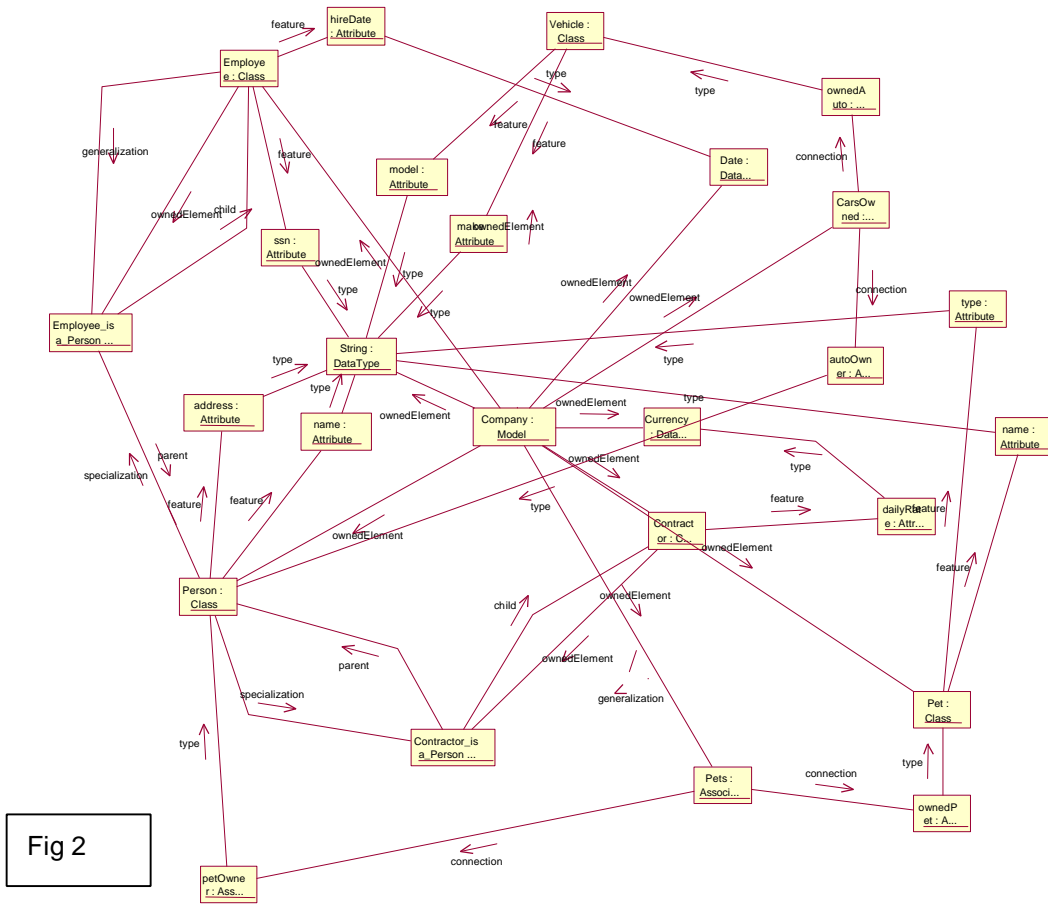 feature
hireDate
: Attribute
Vehicle :
Class
Employe
e : Class
type
type
ownedA
uto : ...
feature
feature
generalization
feature
connection
model :
Attribute
Date :
Data...
ownedElement
child
CarsOw
ned :...
make :
Attribute
ownedElement
ssn :
Attribute
ownedElement
type
ownedElement
ownedElement
connection
type
type
type :
Attribute
Employee_is
a_Person ...
String :
DataType
type
type
type
autoOwn
er : A...
address :
Attribute
name :
Attribute
ownedElement
Company :
Model
ownedElement
Currency
: Data...
type
name :
Attribute
parent
specialization
feature
feature
type
ownedElement
type
feature
dailyRat
e : Attr...
feature
ownedElement
Contract
or : C...
ownedElement
feature
Person :
Class
child
ownedElement
parent
ownedElement
specialization
generalization
Pet :
Class
type
Contractor_is
a_Person ...
type
Pets :
Associ...
connection
ownedP
et : A...
Fig 2
connection
petOwne
r : Ass...